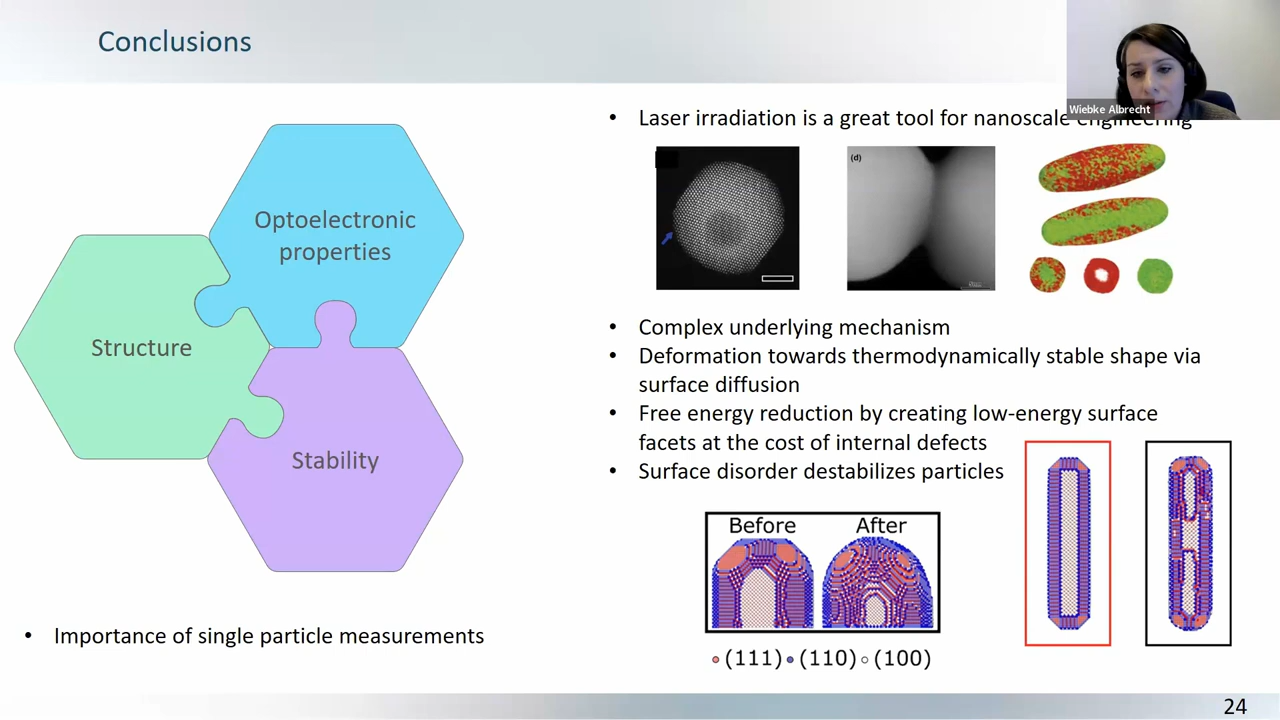 Conclusions
Wiebke Albrecht
Optoelectronic
properties
Structure
Stability
• Importance of single particle measurements
• Laser irradiation is a great tool for nanoscale engineering
(d)
• Complex underlying mechanism
• Deformation towards thermodynamically stable shape via
surface diffusion
• Free energy reduction by creating low-energy surface
facets at the cost of internal defects
• Surface disorder destabilizes particles
Before After
(111) (110) (100)
24